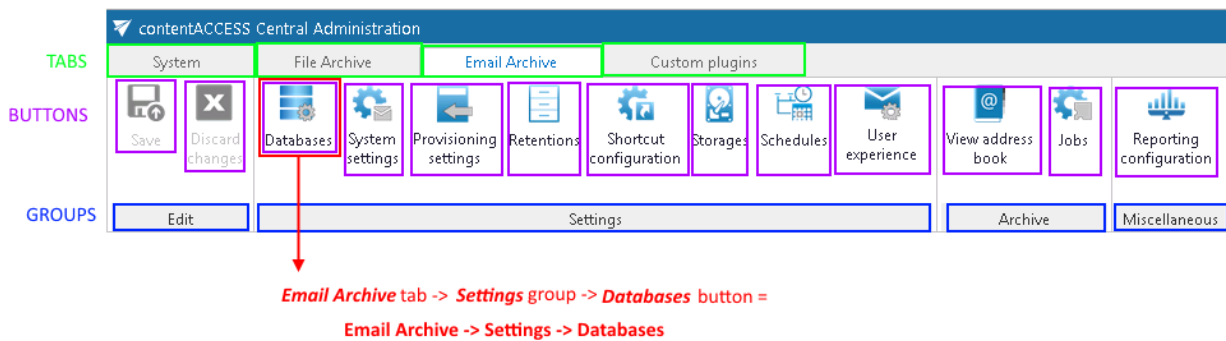 contentACCESS Central Administration
TABS System File Archive Email Archive Custom plugins
BUTTONS
Save
Discard
changes
Databases
System
settings
Provisioning
settings
Retentions
Shortcut
configuration
Storages
Schedules
User
experience
@
View address
book
Jobs
Reporting
configuration
GROUPS Edit Settings Archive Miscellaneous
Email Archive tab -> Settings group -> Databases button =
Email Archive -> Settings -> Databases